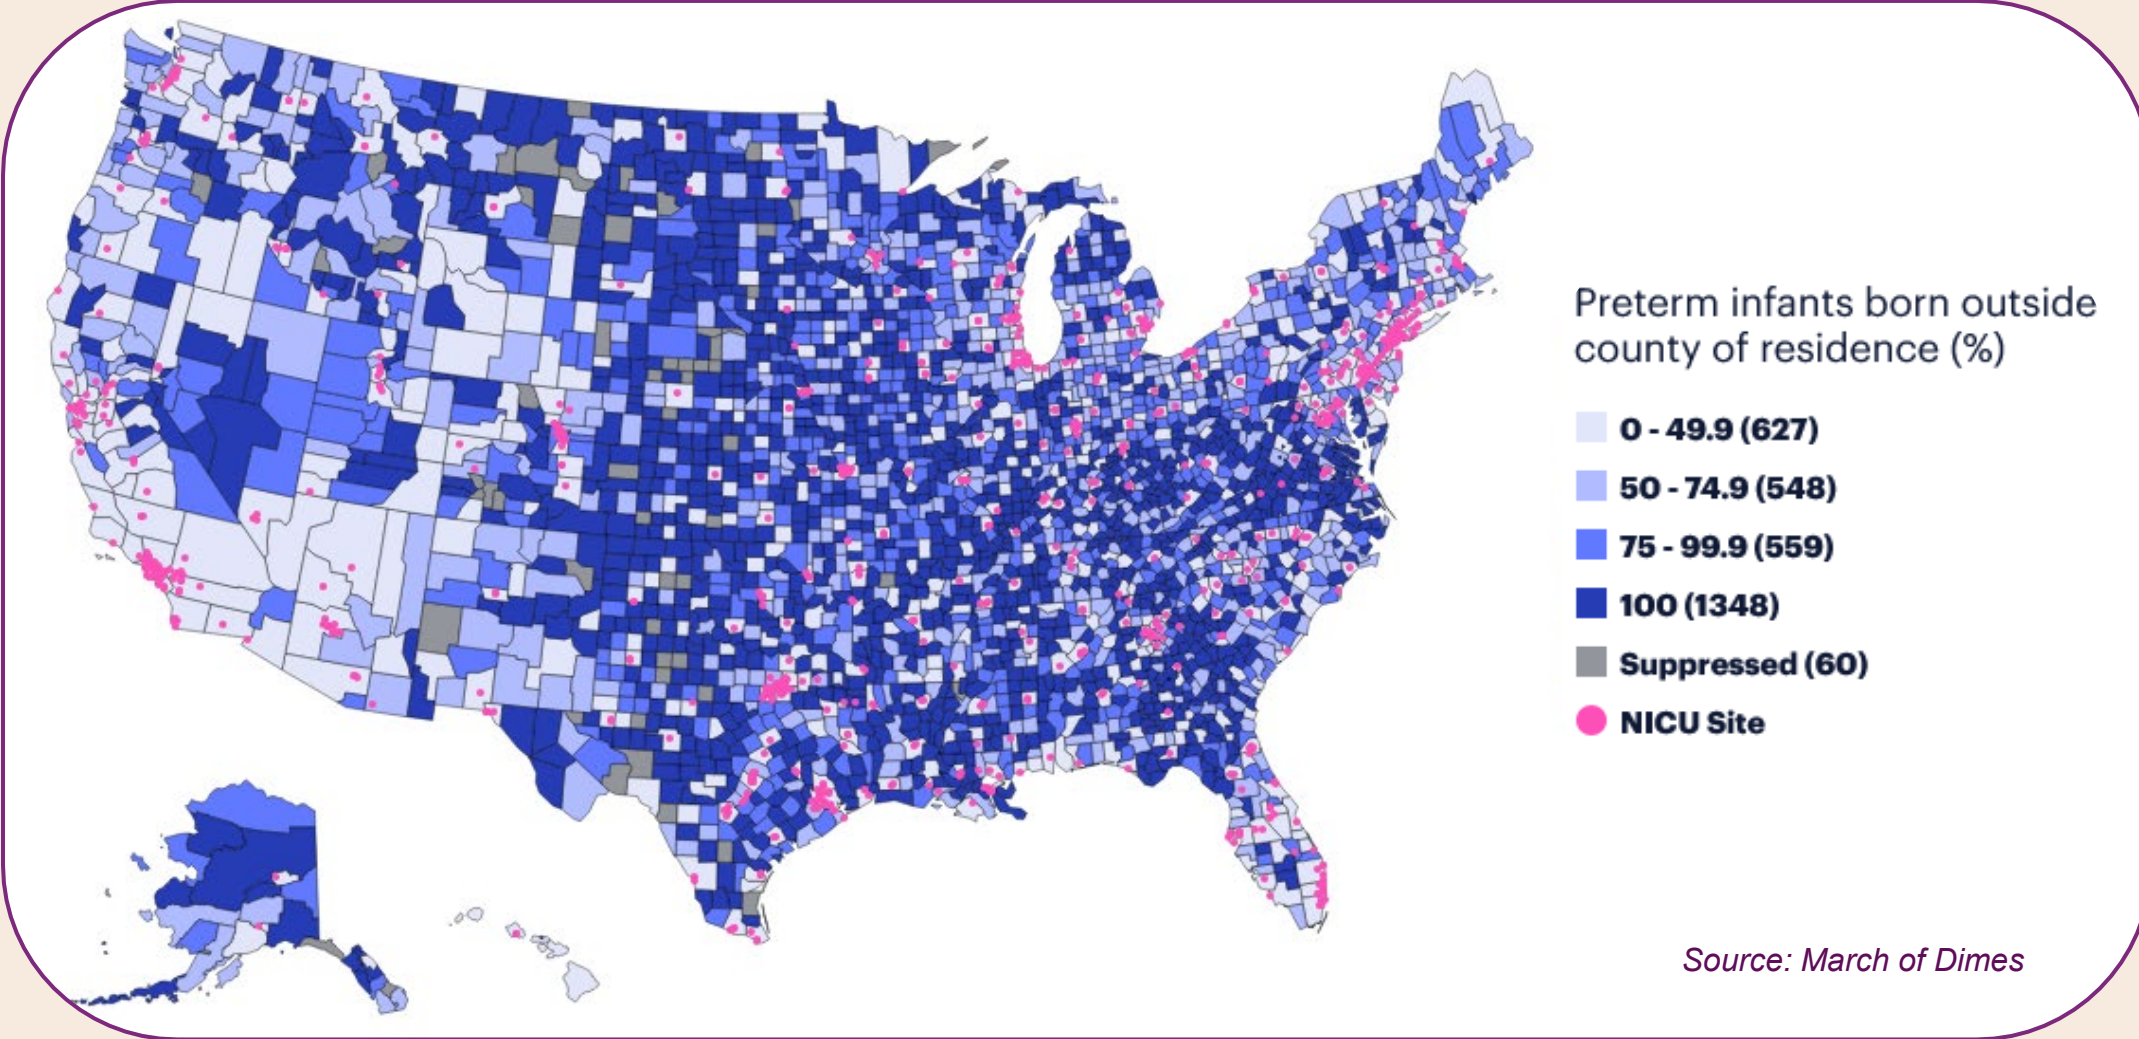 Preterm infants born outside
county of residence (%)
0 - 49.9 (627)
50 - 74.9 (548)
75 - 99.9 (559)
100 (1348)
Suppressed (60)
NICU Site
Source: March of Dimes